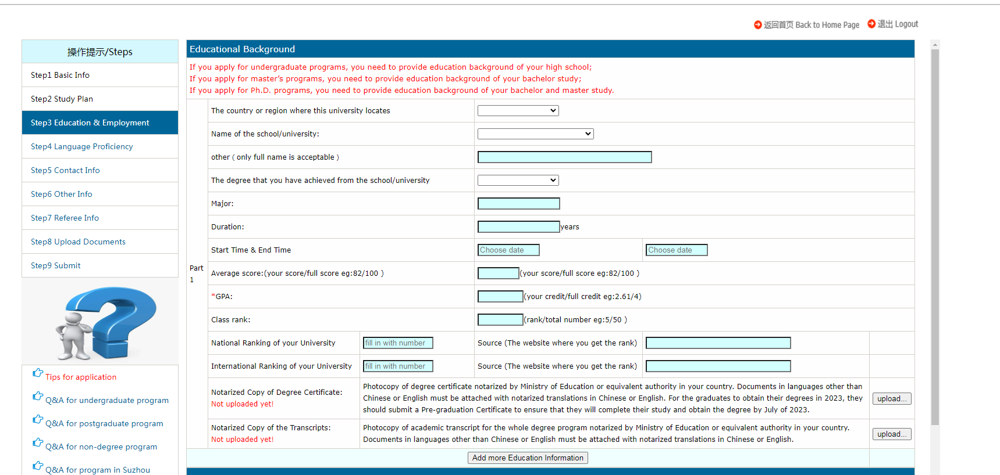 返回首页 Back to Home Page
退出 Logout
操作提示/Steps
Step1 Basic Info
Step2 Study Plan
Step3 Education & Employment
Step4 Language Proficiency
Step5 Contact Info
Step6 Other Info
Step7 Referee Info
Step8 Upload Documents
Step9 Submit
Tips for application
Q&A for undergraduate program
Q&A for postgraduate program
Q&A for non-degree program
Q&A for program in Suzhou
Educational Background
If you apply for undergraduate programs, you need to provide education background of your high school;
If you apply for master’s programs, you need to provide education background of your bachelor study;
If you apply for Ph.D. programs, you need to provide education background of your bachelor and master study.
Part
1
The country or region where this university locates
Name of the school/university:
other ( only full name is acceptable )
The degree that you have achieved from the school/university
Major:
Duration:
years
Start Time & End Time
Choose date
Choose date
Average score:(your score/full score eg:82/100 )
(your score/full score eg:82/100 )
*GPA:
(your credit/full credit eg:2.61/4)
Class rank:
(rank/total number eg:5/50 )
National Ranking of your University
fill in with number
Source (The website where you get the rank)
International Ranking of your University
fill in with number
Source (The website where you get the rank)
Notarized Copy of Degree Certificate:
Not uploaded yet!
Photocopy of degree certificate notarized by Ministry of Education or equivalent authority in your country. Documents in languages other than
Chinese or English must be attached with notarized translations in Chinese or English. For the graduates to obtain their degrees in 2023, they
should submit a Pre-graduation Certificate to ensure that they will complete their study and obtain the degree by July of 2023.
upload...
Notarized Copy of the Transcripts:
Not uploaded yet!
Photocopy of academic transcript for the whole degree program notarized by Ministry of Education or equivalent authority in your country.
Documents in languages other than Chinese or English must be attached with notarized translations in Chinese or English.
upload...
Add more Education Information